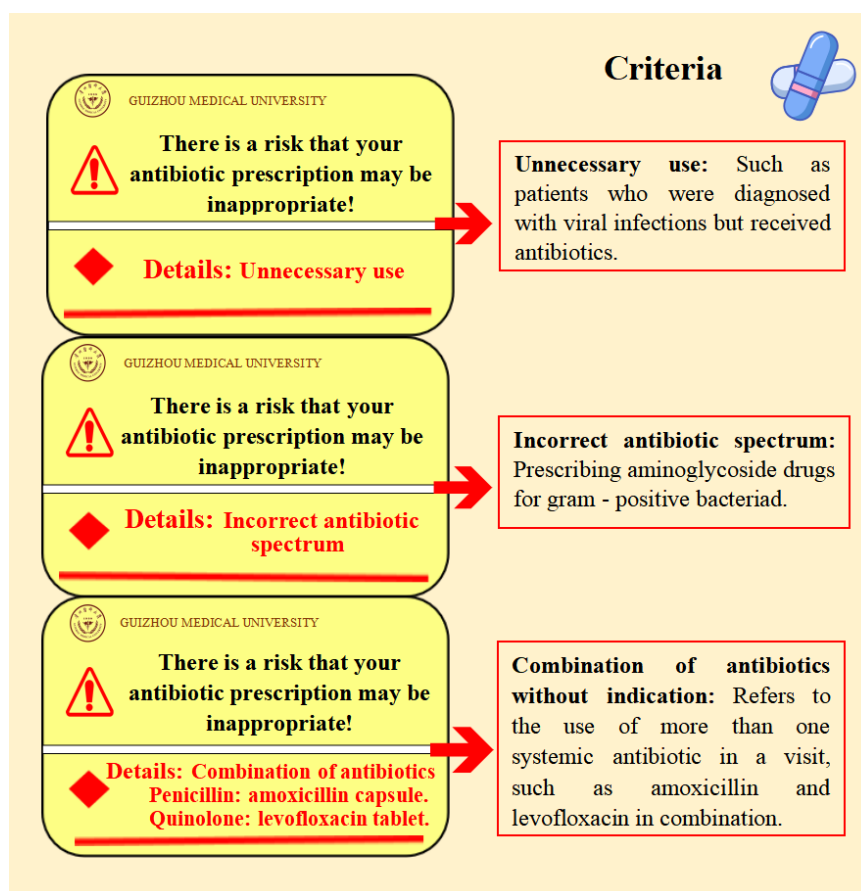 Criteria
GUIZHOU MEDICAL UNIVERSITY
There is a risk that your
antibiotic prescription may be
inappropriate!
Details: Unnecessary use
Unnecessary use: Such as
patients who were diagnosed
with viral infections but received
antibiotics.
GUIZHOU MEDICAL UNIVERSITY
There is a risk that your
antibiotic prescription may be
inappropriate!
Details: Incorrect antibiotic
spectrum
Incorrect antibiotic spectrum:
Prescribing aminoglycoside drugs
for gram - positive bacteriad.
GUIZHOU MEDICAL UNIVERSITY
There is a risk that your
antibiotic prescription may be
inappropriate!
Details: Combination of antibiotics
Penicillin: amoxicillin capsule.
Quinolone: levofloxacin tablet.
Combination of antibiotics
without indication: Refers to
the use of more than one
systemic antibiotic in a visit,
such as amoxicillin and
levofloxacin in combination.